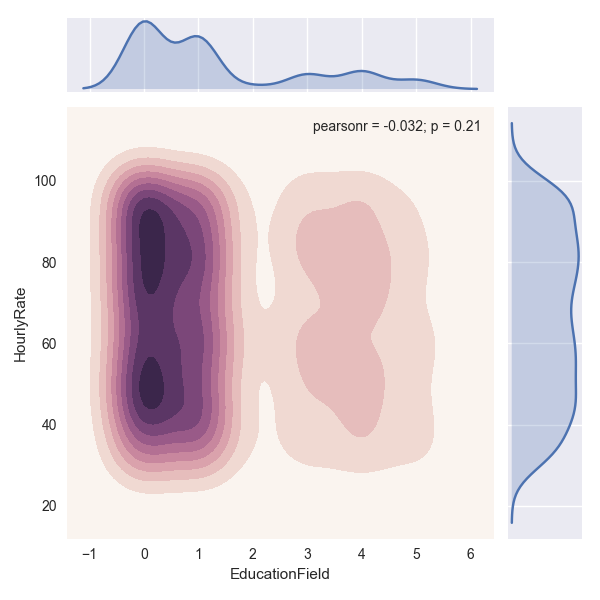 pearsonr = -0.032; p = 0.21
100
80
60
40
20
HourlyRate
−1 0 1 2 3 4 5 6
EducationField